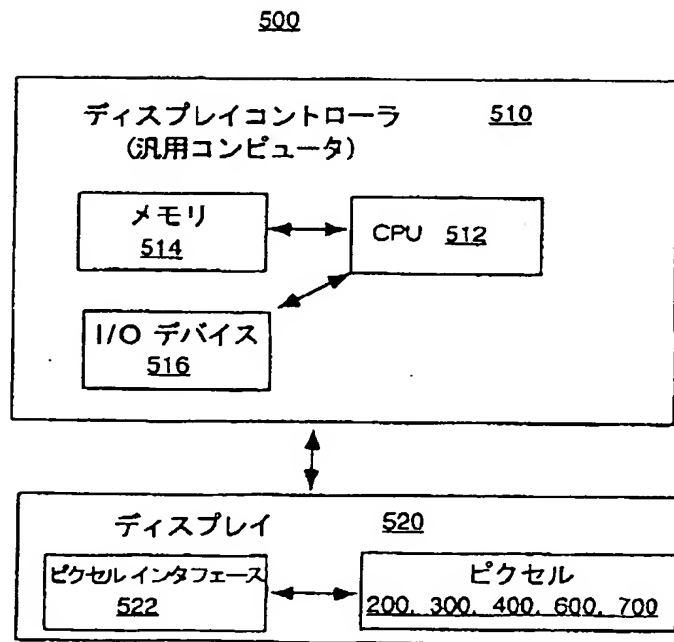 500
ディスプレイコントローラ 510
(汎用コンピュータ)
メモリ
514
CPU 512
I/O デバイス
516
ディスプレイ 520
ピクセル インタフェース
522
ピクセル
200, 300, 400, 600, 700